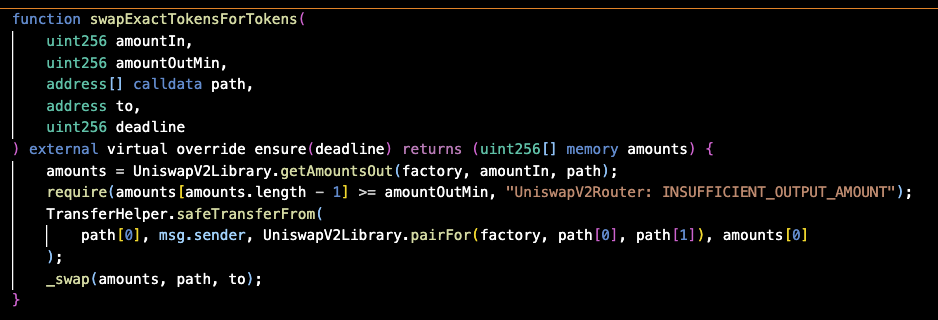 function swapExactTokensForTokens(
uint256 amountIn,
uint256 amountOutMin,
address[] calldata path,
address to,
uint256 deadline
) external virtual override ensure(deadline) returns (uint256[] memory amounts) {
amounts = UniswapV2Library.getAmountsOut(factory, amountIn, path);
require(amounts[amounts.length - 1] >= amountOutMin, "UniswapV2Router: INSUFFICIENT_OUTPUT_AMOUNT");
TransferHelper.safeTransferFrom(
path[0], msg.sender, UniswapV2Library.pairFor(factory, path[0], path[1]), amounts[0]
);
_swap(amounts, path, to);
}